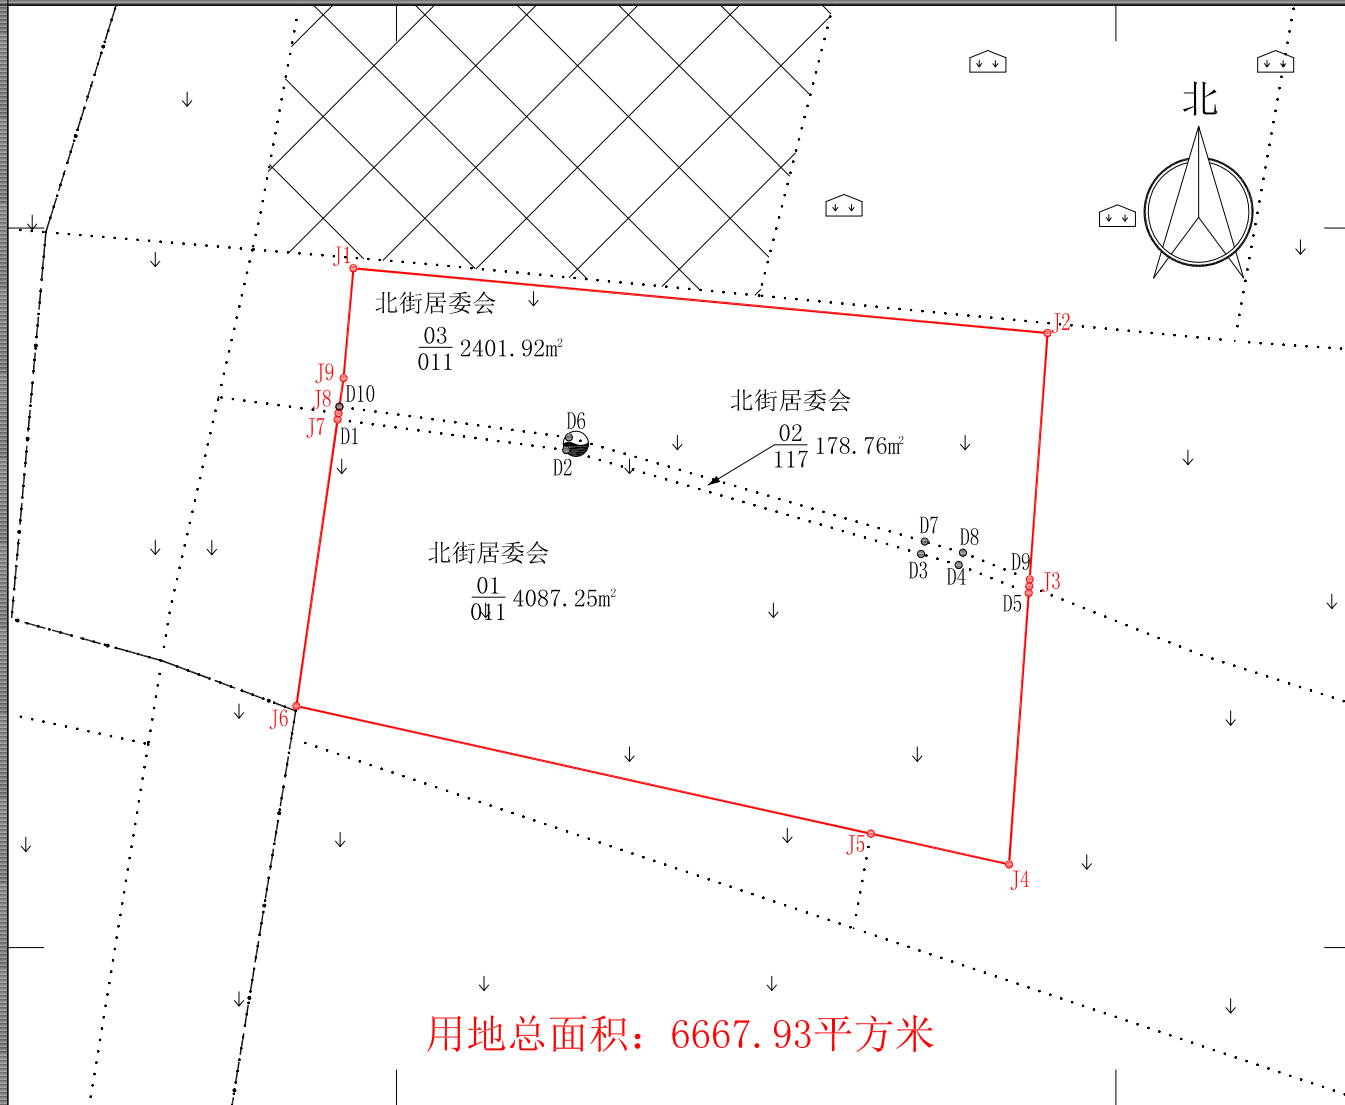 北
J1
J2
北街居委会
03
011
2401.92m²
J9
D10
J8
J7
D1
北街居委会
02
117
178.76m²
D6
D2
D7
D8
D3
D4
D9
J3
D5
北街居委会
01
011
4087.25m²
J6
J5
J4
用地总面积：6667.93平方米